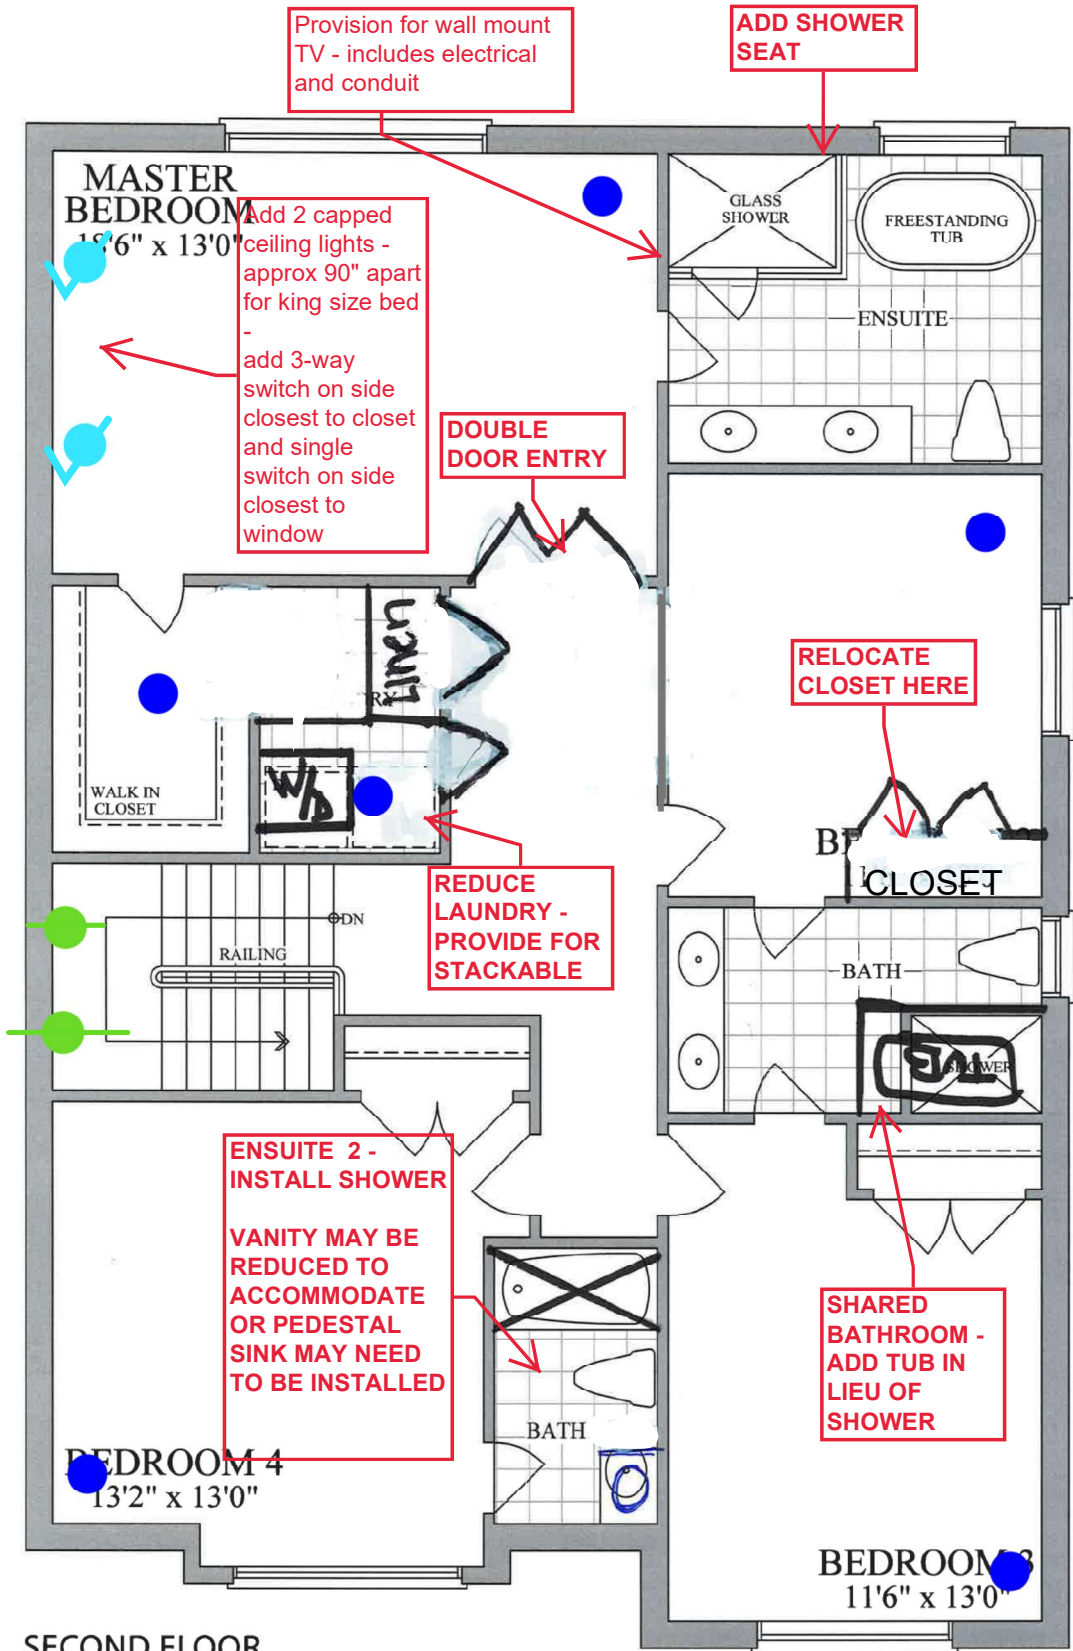 Provision for wall mount
TV - includes electrical
and conduit
ADD SHOWER
SEAT
MASTER
BEDROOM
18'6" x 13'0"
Add 2 capped
ceiling lights -
approx 90" apart
for king size bed
-
add 3-way
switch on side
closest to closet
and single
switch on side
closest to
window
GLASS
SHOWER
FREESTANDING
TUB
ENSUITE
DOUBLE
DOOR ENTRY
Linen
RY
RELOCATE
CLOSET HERE
W/D
WALK IN
CLOSET
CLOSET
REDUCE
LAUNDRY -
PROVIDE FOR
STACKABLE
DN
RAILING
BATH
TUB
SHOWER
ENSUITE 2 -
INSTALL SHOWER
VANITY MAY BE
REDUCED TO
ACCOMMODATE
OR PEDESTAL
SINK MAY NEED
TO BE INSTALLED
SHARED
BATHROOM -
ADD TUB IN
LIEU OF
SHOWER
BATH
BEDROOM 4
13'2" x 13'0"
BEDROOM 3
11'6" x 13'0"
SECOND FLOOR